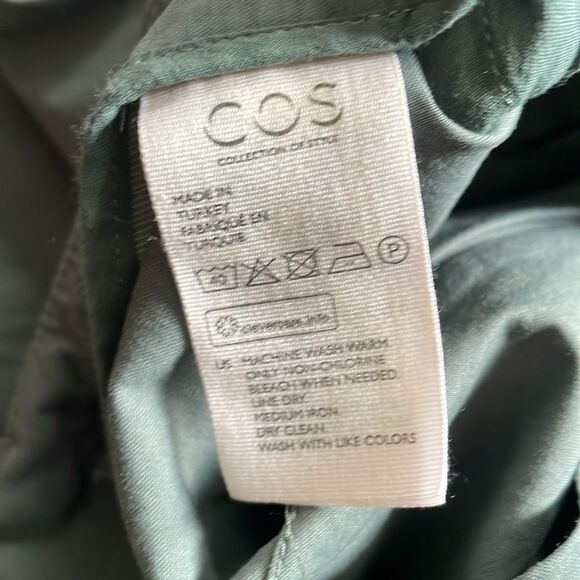 COS
COLLECTION OF STYLE
MADE IN
TURKEY
FABRIQUÉ EN
TURQUIE
40 P
clevercare.info
US MACHINE WASH WARM
ONLY NON-CHLORINE
BLEACH WHEN NEEDED.
LINE DRY.
MEDIUM IRON.
DRY CLEAN.
WASH WITH LIKE COLORS